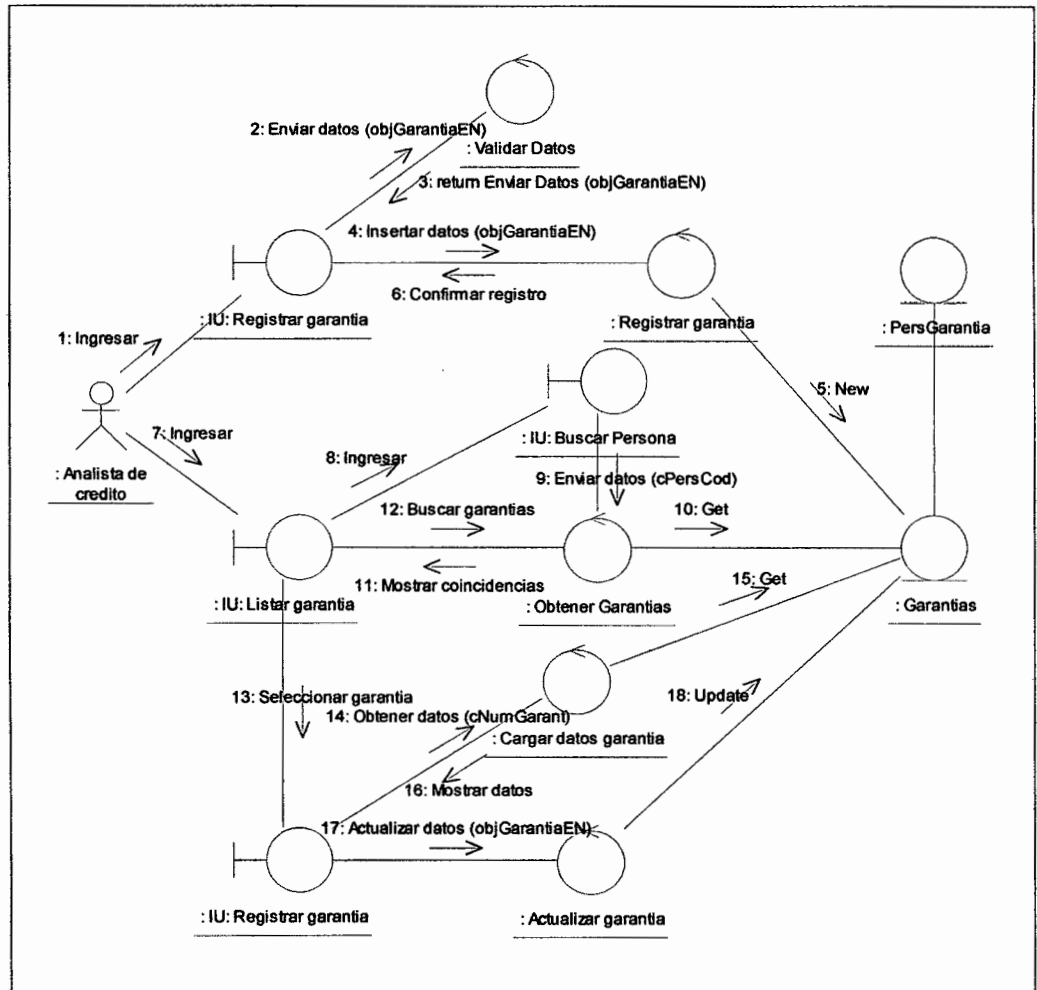 2: Enviar datos (objGarantiaEN)
: Validar Datos
3: return Enviar Datos (objGarantiaEN)
4: Insertar datos (objGarantiaEN)
6: Confirmar registro
: IU: Registrar garantia
: Registrar garantia
: PersGarantia
1: Ingresar
5: New
7: Ingresar
: IU: Buscar Persona
8: Ingresar
: Analista de
credito
9: Enviar datos (cPersCod)
12: Buscar garantias
10: Get
11: Mostrar coincidencias
15: Get
: IU: Listar garantia
: Obtener Garantias
: Garantias
13: Seleccionar garantia
18: Update
14: Obtener datos (cNumGarant)
: Cargar datos garantia
16: Mostrar datos
17: Actualizar datos (objGarantiaEN)
: IU: Registrar garantia
: Actualizar garantia